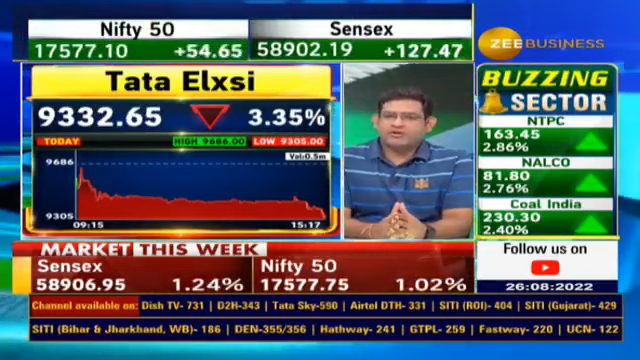 Nifty 50
17577.10 +54.65
Sensex
58902.19 +127.47
ZEE BUSINESS
Tata Elxsi
9332.65 3.35%
TODAY HIGH 9686.00 LOW 9305.00
Vol:0.5m
9686
9305
09:15 15:17
BUZZING
SECTOR
NTPC
163.45
2.86%
NALCO
81.80
2.76%
Coal India
230.30
2.40%
MARKET THIS WEEK
Sensex
58906.95 1.24%
Nifty 50
17577.75 1.02%
Follow us on
26:08:2022
Channel available on: Dish TV- 731 | D2H-343 | Tata Sky-590 | Airtel DTH- 331 | SITI (ROI)- 404 | SITI (Gujarat)- 429
SITI (Bihar & Jharkhand, WB)- 186 | DEN-355/356 | Hathway- 241 | GTPL- 259 | Fastway- 220 | UCN- 122